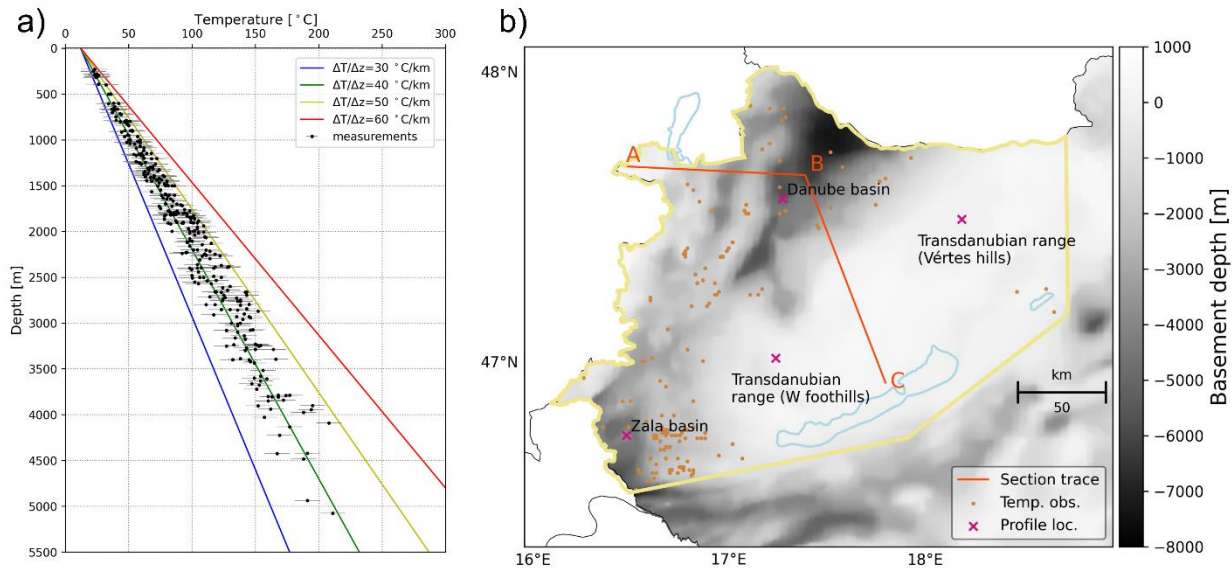 a)
Temperature [ °C]
0 50 100 150 200 250 300
0
500
1000
1500
2000
2500
3000
3500
4000
4500
5000
5500
Depth [m]
ΔT/Δz=30 °C/km
ΔT/Δz=40 °C/km
ΔT/Δz=50 °C/km
ΔT/Δz=60 °C/km
measurements
b)
48°N
47°N
16°E 17°E 18°E
A
B
Danube basin
Transdanubian range
(Vértes hills)
Transdanubian
range (W foothills)
C
Zala basin
km
50
Section trace
Temp. obs.
Profile loc.
1000
0
−1000
−2000
−3000
−4000
−5000
−6000
−7000
−8000
Basement depth [m]